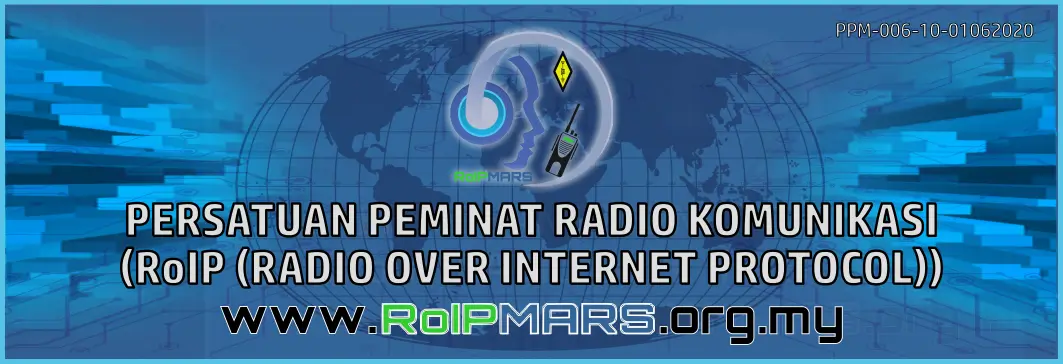 PPM-006-10-01062020
RoIPMARS
PERSATUAN PEMINAT RADIO KOMUNIKASI
(RoIP (RADIO OVER INTERNET PROTOCOL))
www.RoIPMARS.org.my